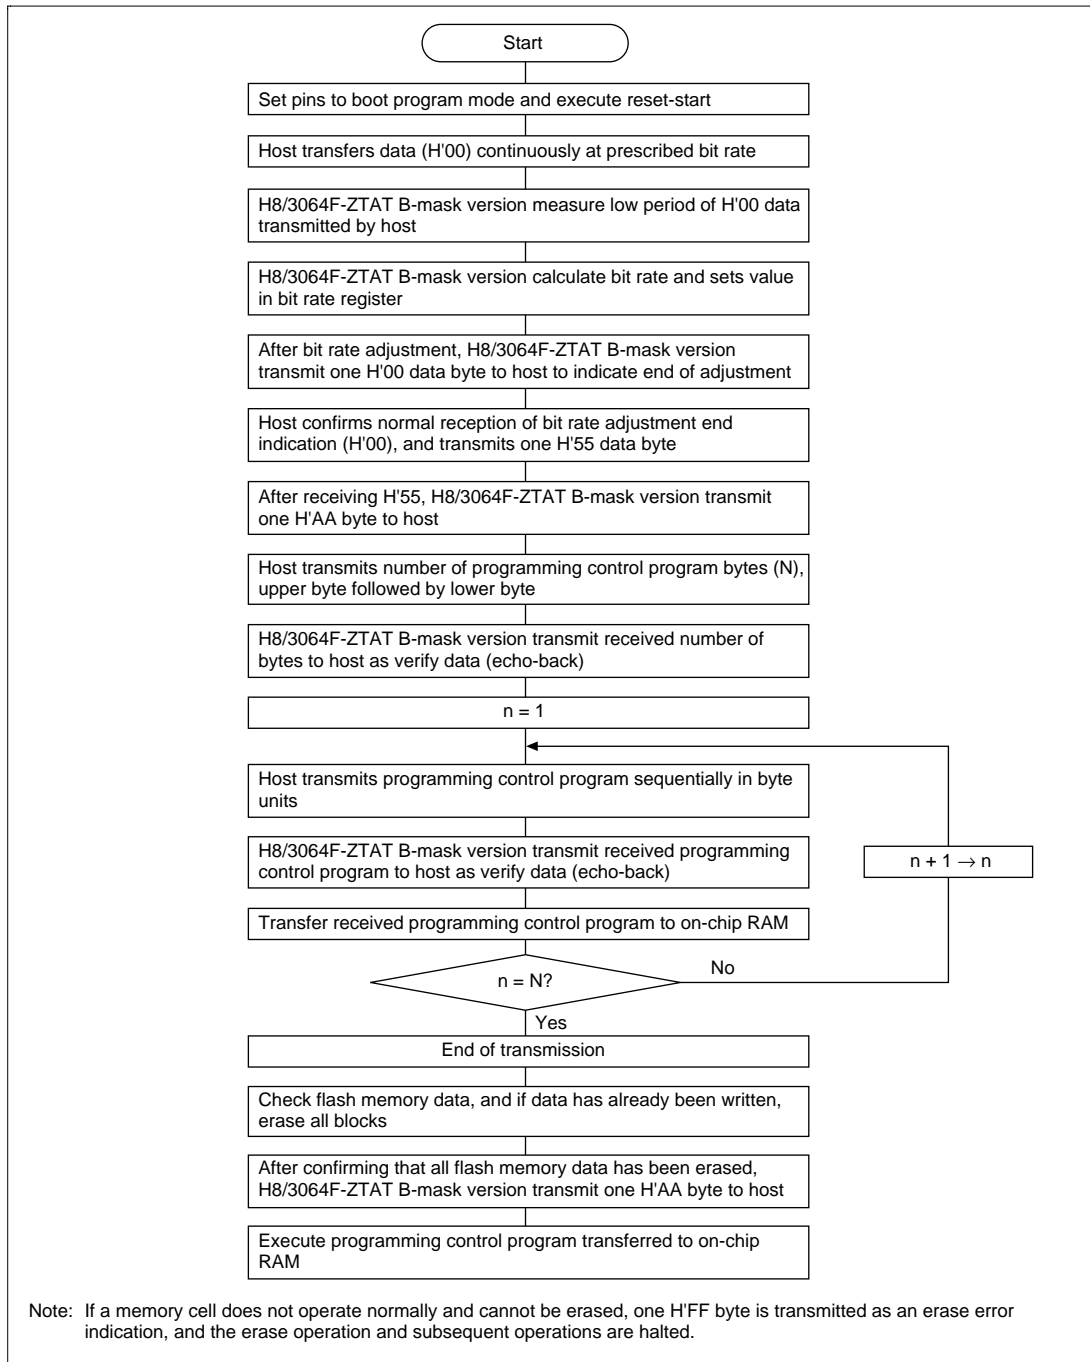 Start
Set pins to boot program mode and execute reset-start
Host transfers data (H'00) continuously at prescribed bit rate
H8/3064F-ZTAT B-mask version measure low period of H'00 data
transmitted by host
H8/3064F-ZTAT B-mask version calculate bit rate and sets value
in bit rate register
After bit rate adjustment, H8/3064F-ZTAT B-mask version
transmit one H'00 data byte to host to indicate end of adjustment
Host confirms normal reception of bit rate adjustment end
indication (H'00), and transmits one H'55 data byte
After receiving H'55, H8/3064F-ZTAT B-mask version transmit
one H'AA byte to host
Host transmits number of programming control program bytes (N),
upper byte followed by lower byte
H8/3064F-ZTAT B-mask version transmit received number of
bytes to host as verify data (echo-back)
n = 1
Host transmits programming control program sequentially in byte
units
H8/3064F-ZTAT B-mask version transmit received programming
control program to host as verify data (echo-back)
n + 1 → n
Transfer received programming control program to on-chip RAM
n = N?
No
Yes
End of transmission
Check flash memory data, and if data has already been written,
erase all blocks
After confirming that all flash memory data has been erased,
H8/3064F-ZTAT B-mask version transmit one H'AA byte to host
Execute programming control program transferred to on-chip
RAM
Note: If a memory cell does not operate normally and cannot be erased, one H'FF byte is transmitted as an erase error
indication, and the erase operation and subsequent operations are halted.